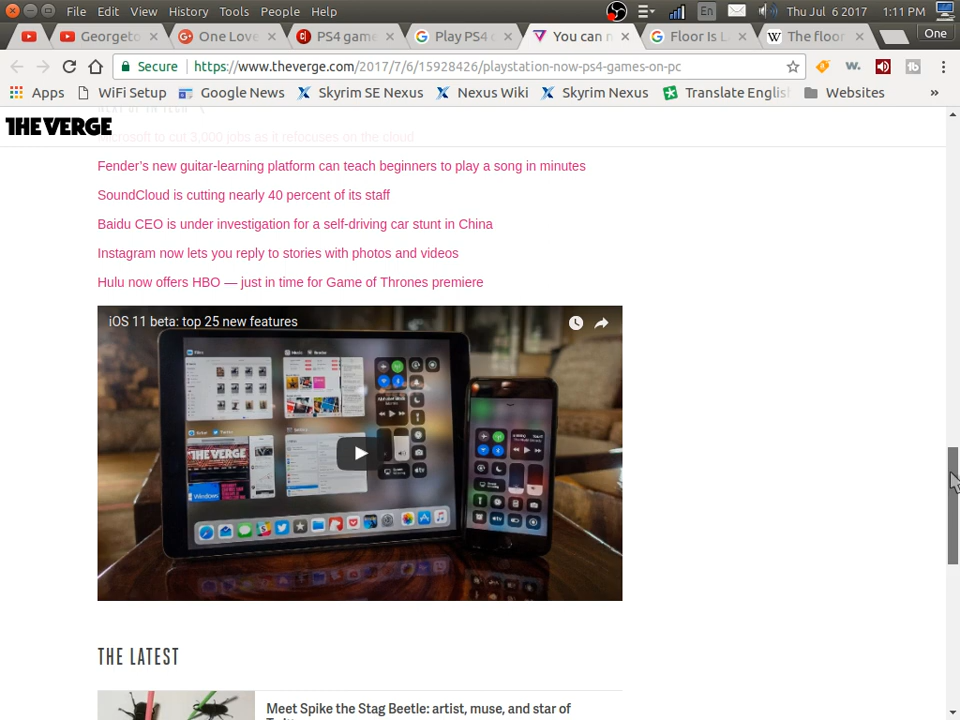 File Edit View History Tools People Help
En
Thu Jul 6 2017 1:11 PM
Georgeto
One Love
PS4 game
Play PS4
You can
Floor Is L
W The floor
One
Secure https://www.theverge.com/2017/7/6/15928426/playstation-now-ps4-games-on-pc
w.
Apps
WiFi Setup
Google News
Skyrim SE Nexus
Nexus Wiki
Skyrim Nexus
Translate Englis
Websites
»
THE VERGE
Microsoft to cut 3,000 jobs as it refocuses on the cloud
Fender’s new guitar-learning platform can teach beginners to play a song in minutes
SoundCloud is cutting nearly 40 percent of its staff
Baidu CEO is under investigation for a self-driving car stunt in China
Instagram now lets you reply to stories with photos and videos
Hulu now offers HBO — just in time for Game of Thrones premiere
iOS 11 beta: top 25 new features
THE VERGE
Windows
THE LATEST
Meet Spike the Stag Beetle: artist, muse, and star of